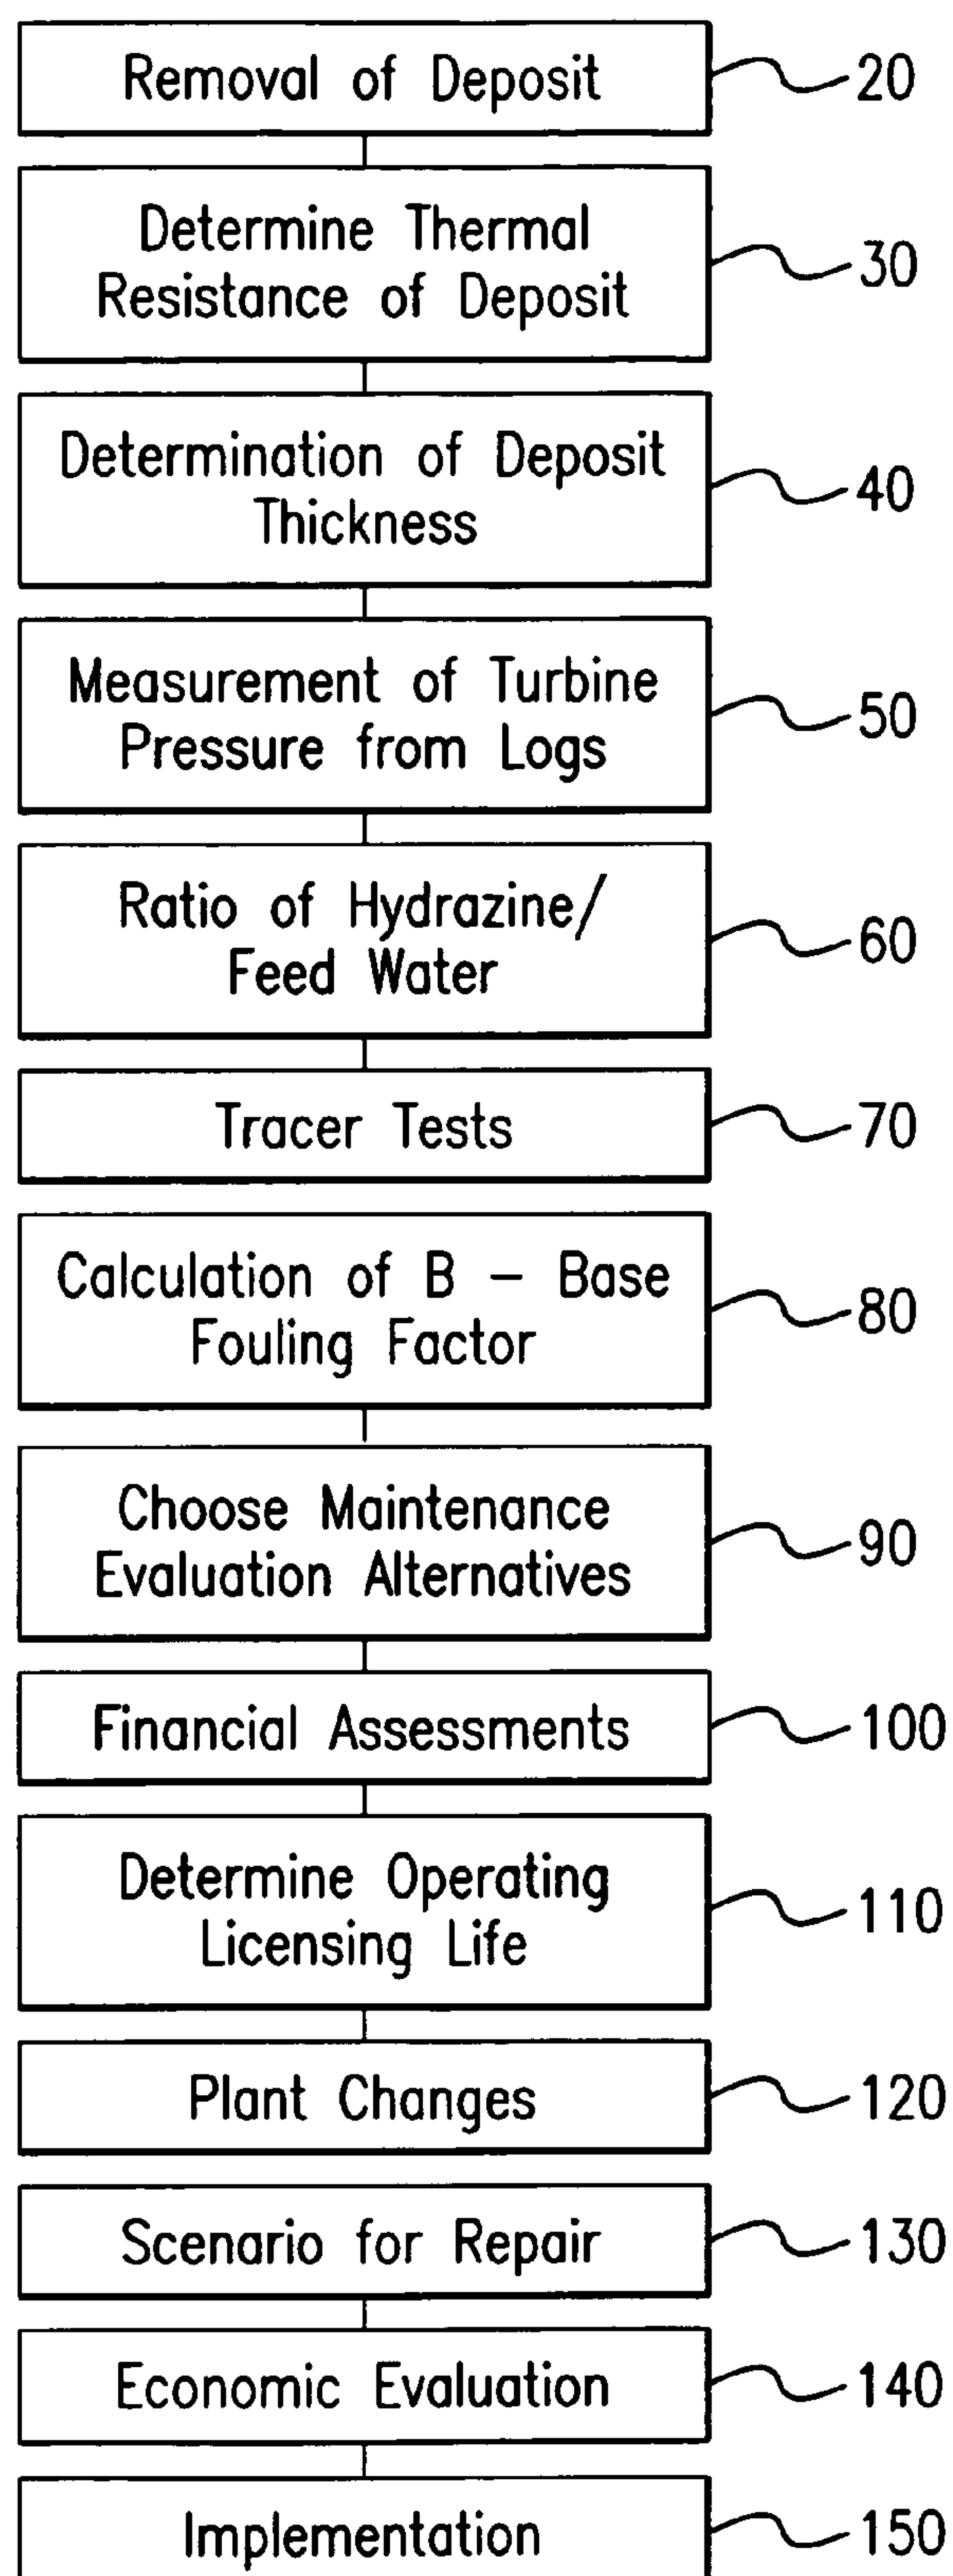 Removal of Deposit 20
Determine Thermal
Resistance of Deposit 30
Determination of Deposit
Thickness 40
Measurement of Turbine
Pressure from Logs 50
Ratio of Hydrazine/
Feed Water 60
Tracer Tests 70
Calculation of B – Base
Fouling Factor 80
Choose Maintenance
Evaluation Alternatives 90
Financial Assessments 100
Determine Operating
Licensing Life 110
Plant Changes 120
Scenario for Repair 130
Economic Evaluation 140
Implementation 150